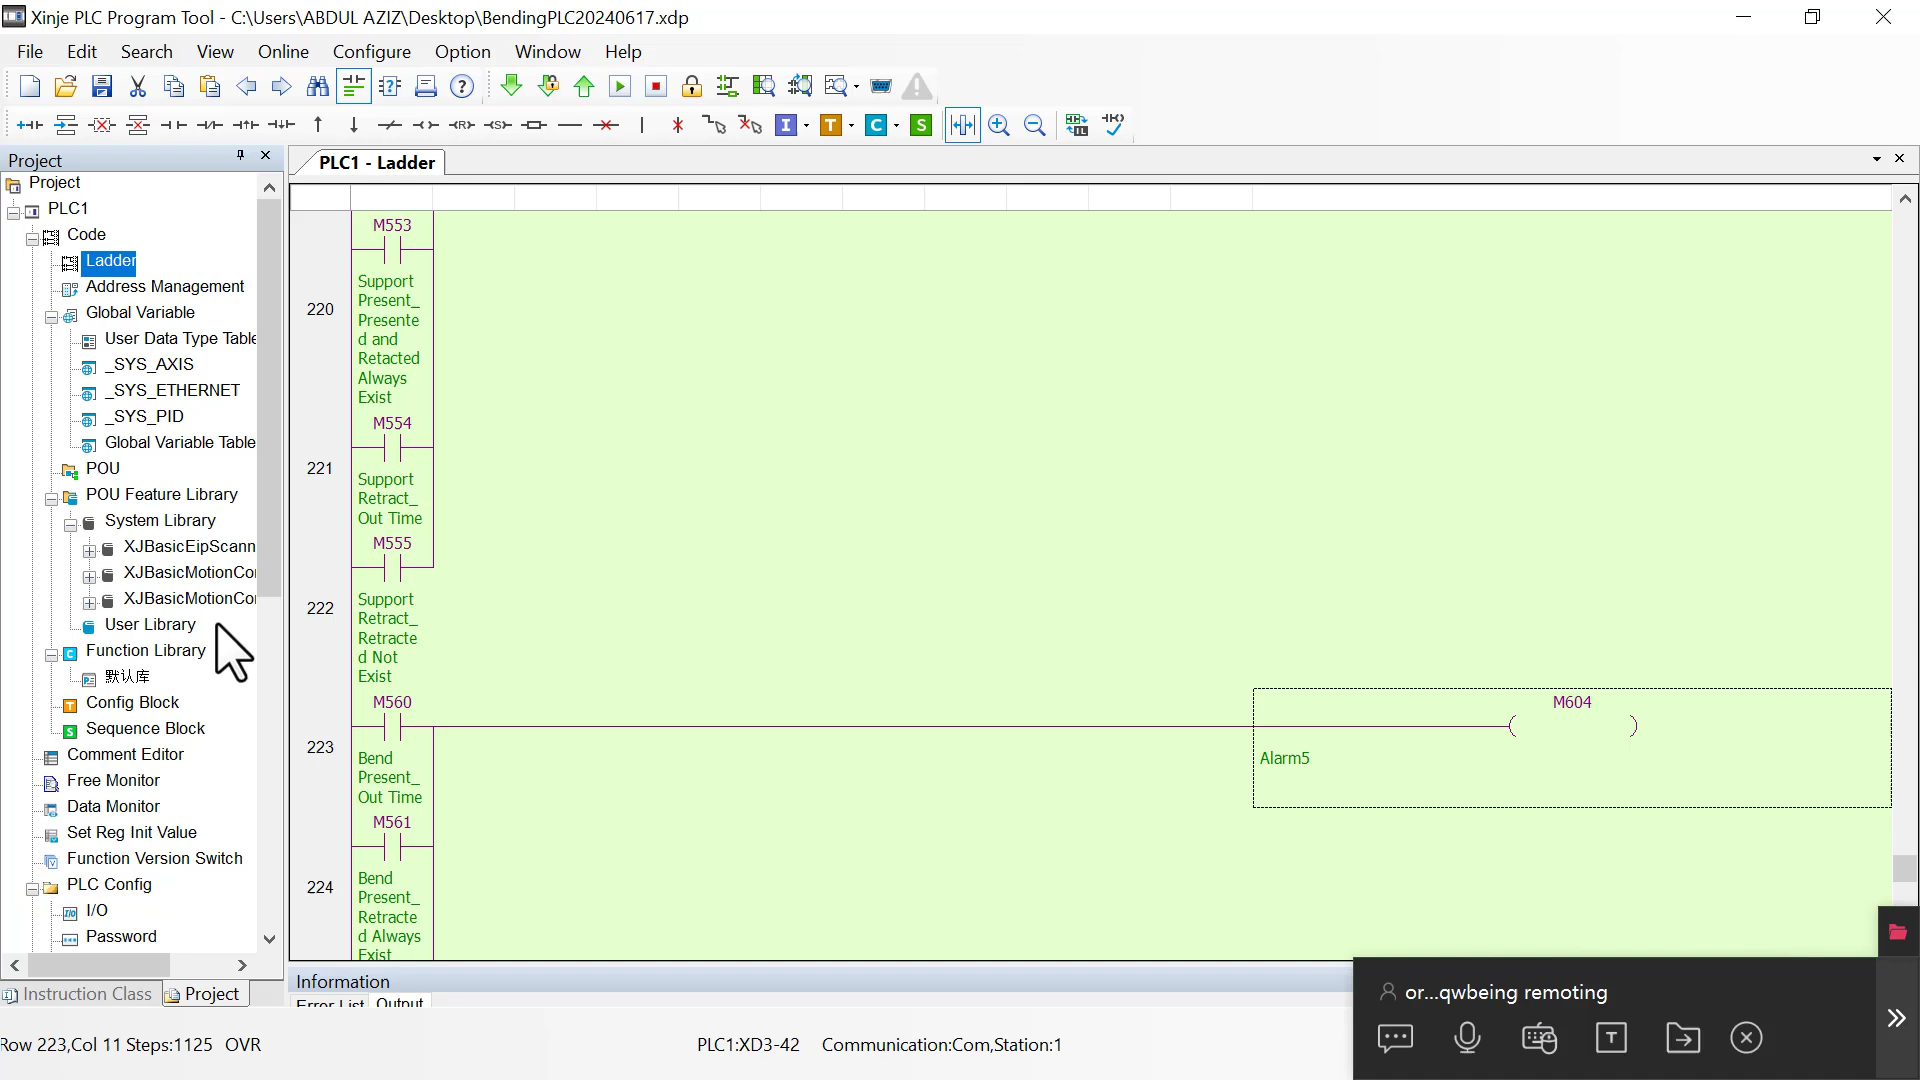 Xinje PLC Program Tool - C:\Users\ABDUL AZIZ\Desktop\BendingPLC20240617.xdp
File Edit Search View Online Configure Option Window Help
Project
PLC1 - Ladder
Project
PLC1
Code
Ladder
Address Management
Global Variable
User Data Type Table
_SYS_AXIS
_SYS_ETHERNET
_SYS_PID
Global Variable Table
POU
POU Feature Library
System Library
XJBasicEipScann
XJBasicMotionCo
XJBasicMotionCo
User Library
Function Library
默认库
Config Block
Sequence Block
Comment Editor
Free Monitor
Data Monitor
Set Reg Init Value
Function Version Switch
PLC Config
I/O
Password
Instruction Class
Project
M553
220
Support
Present_
Presente
d and
Retacted
Always
Exist
M554
221
Support
Retract_
Out Time
M555
222
Support
Retract_
Retracte
d Not
Exist
M560
M604
223
Bend
Present_
Out Time
Alarm5
M561
224
Bend
Present_
Retracte
d Always
Exist
Information
Error List Output
or...qwbeing remoting
Row 223,Col 11 Steps:1125 OVR
PLC1:XD3-42 Communication:Com,Station:1